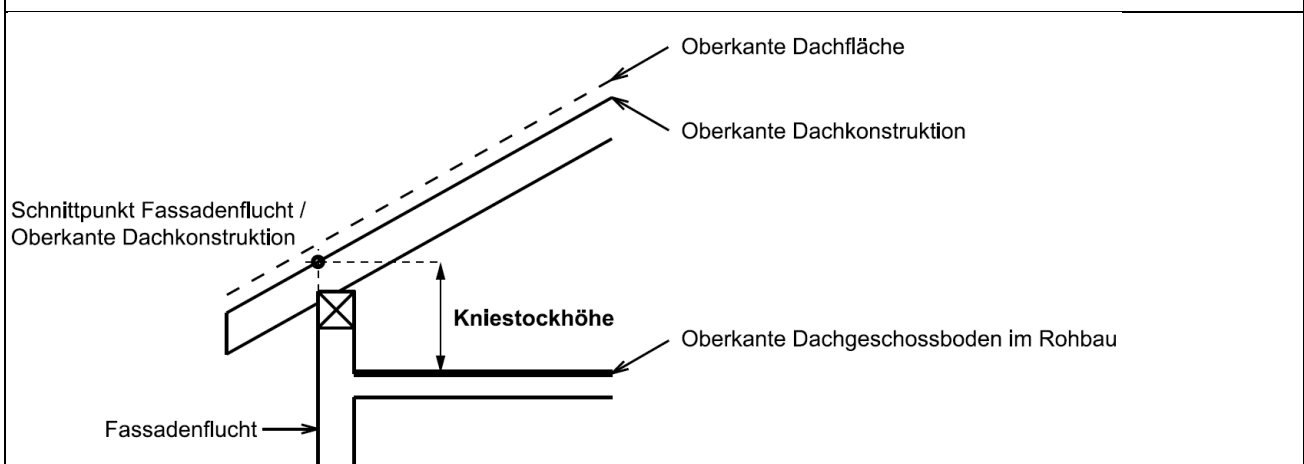 Oberkante Dachfläche
Oberkante Dachkonstruktion
Schnittpunkt Fassadenflucht /
Oberkante Dachkonstruktion
Kniestockhöhe
Oberkante Dachgeschossboden im Rohbau
Fassadenflucht